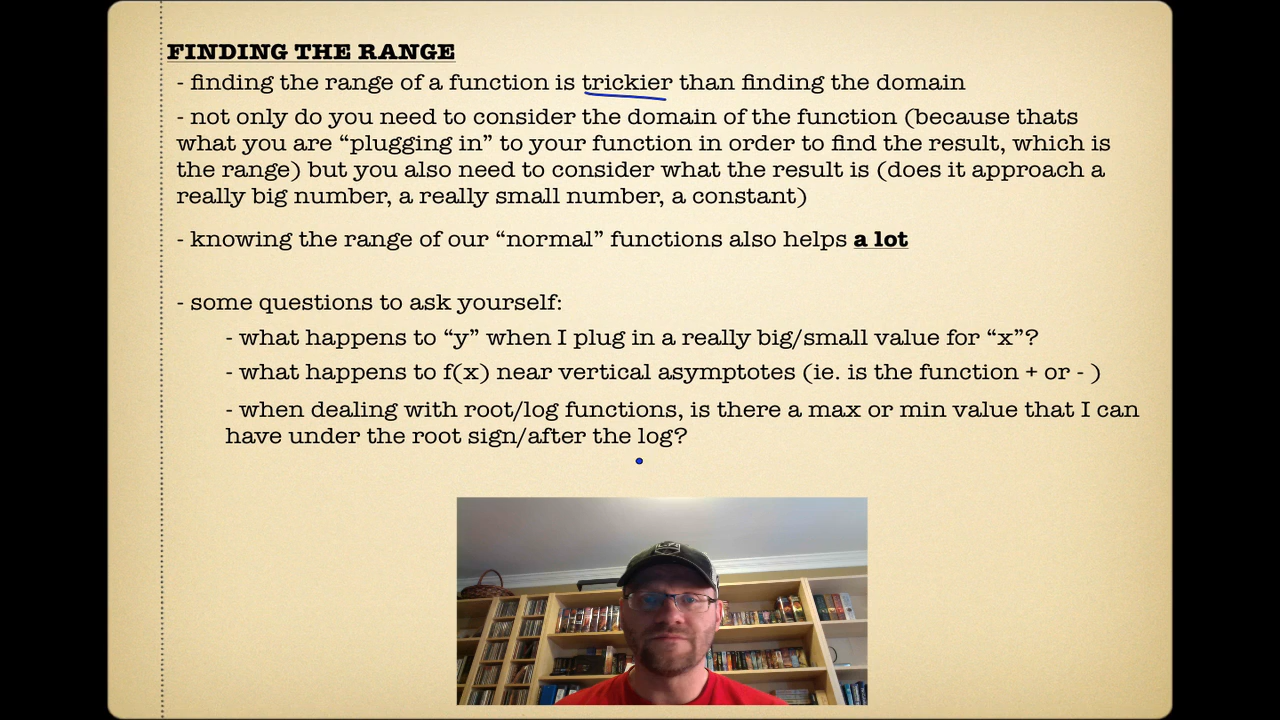 FINDING THE RANGE
- finding the range of a function is trickier than finding the domain
- not only do you need to consider the domain of the function (because thats
what you are “plugging in” to your function in order to find the result, which is
the range) but you also need to consider what the result is (does it approach a
really big number, a really small number, a constant)
- knowing the range of our “normal” functions also helps a lot
- some questions to ask yourself:
- what happens to “y” when I plug in a really big/small value for “x”?
- what happens to f(x) near vertical asymptotes (ie. is the function + or - )
- when dealing with root/log functions, is there a max or min value that I can
have under the root sign/after the log?